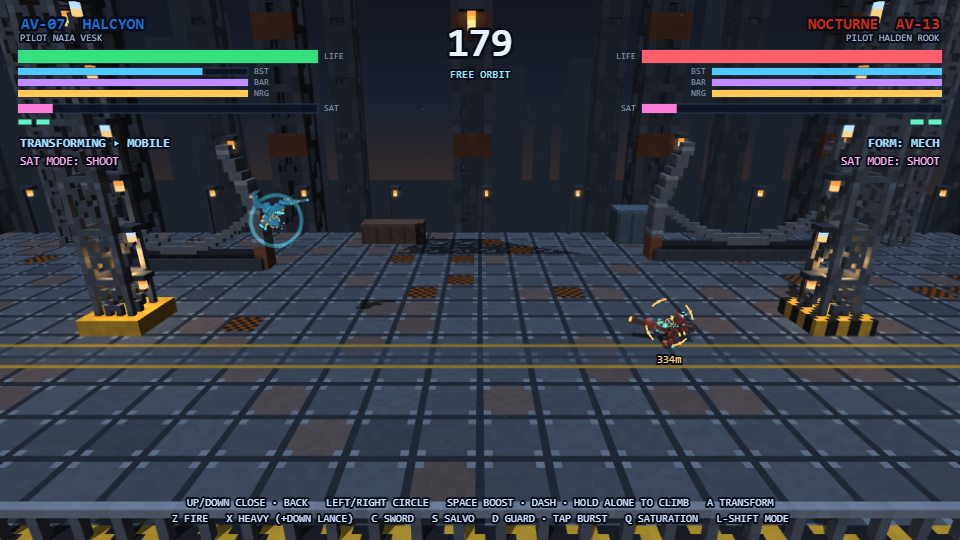 AV-07 HALCYON
PILOT NAIA VESK
LIFE
BST
BAR
NRG
SAT
TRANSFORMING ▸ MOBILE
SAT MODE: SHOOT
179
FREE ORBIT
NOCTURNE AV-13
PILOT HALDEN ROOK
LIFE
BST
BAR
NRG
SAT
FORM: MECH
SAT MODE: SHOOT
334m
UP/DOWN CLOSE · BACK LEFT/RIGHT CIRCLE SPACE BOOST · DASH · HOLD ALONE TO CLIMB A TRANSFORM
Z FIRE X HEAVY (+DOWN LANCE) C SWORD S SALVO D GUARD · TAP BURST Q SATURATION L-SHIFT MODE